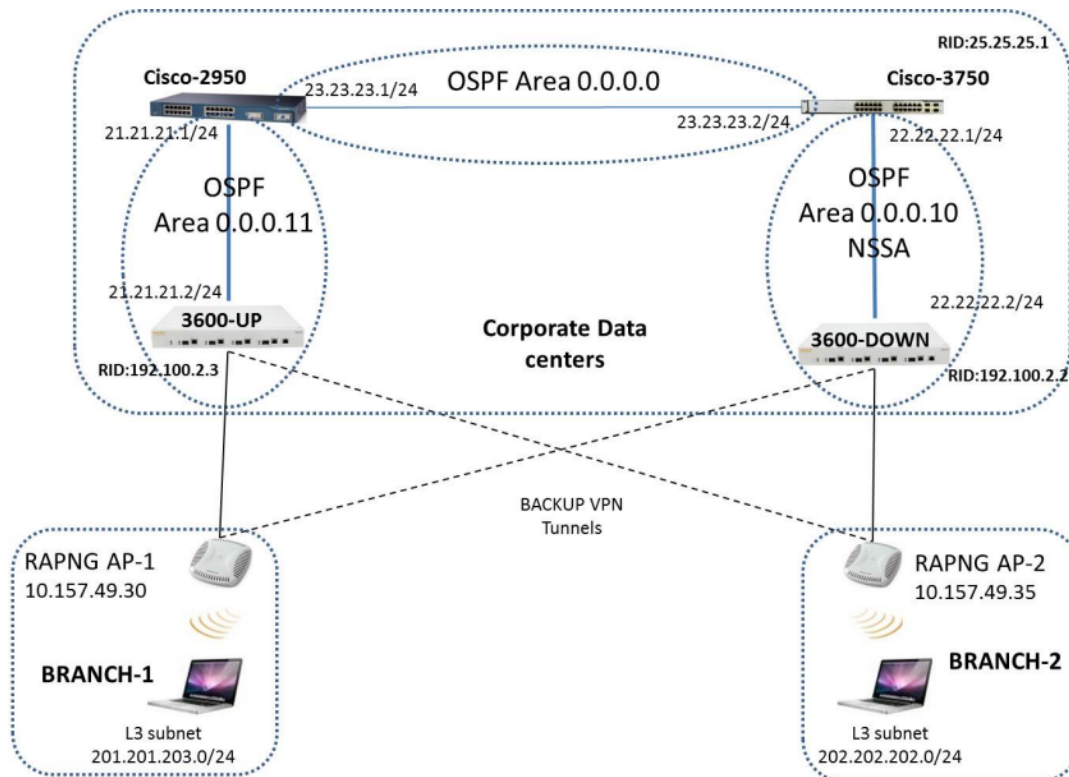 RID:25.25.25.1
Cisco-2950
OSPF Area 0.0.0.0
Cisco-3750
23.23.23.1/24
23.23.23.2/24
21.21.21.1/24
22.22.22.1/24
OSPF
Area 0.0.0.11
OSPF
Area 0.0.0.10
NSSA
21.21.21.2/24
22.22.22.2/24
3600-UP
Corporate Data
centers
3600-DOWN
RID:192.100.2.3
RID:192.100.2.2
BACKUP VPN
Tunnels
RAPNG AP-1
10.157.49.30
RAPNG AP-2
10.157.49.35
BRANCH-1
BRANCH-2
L3 subnet
201.201.203.0/24
L3 subnet
202.202.202.0/24